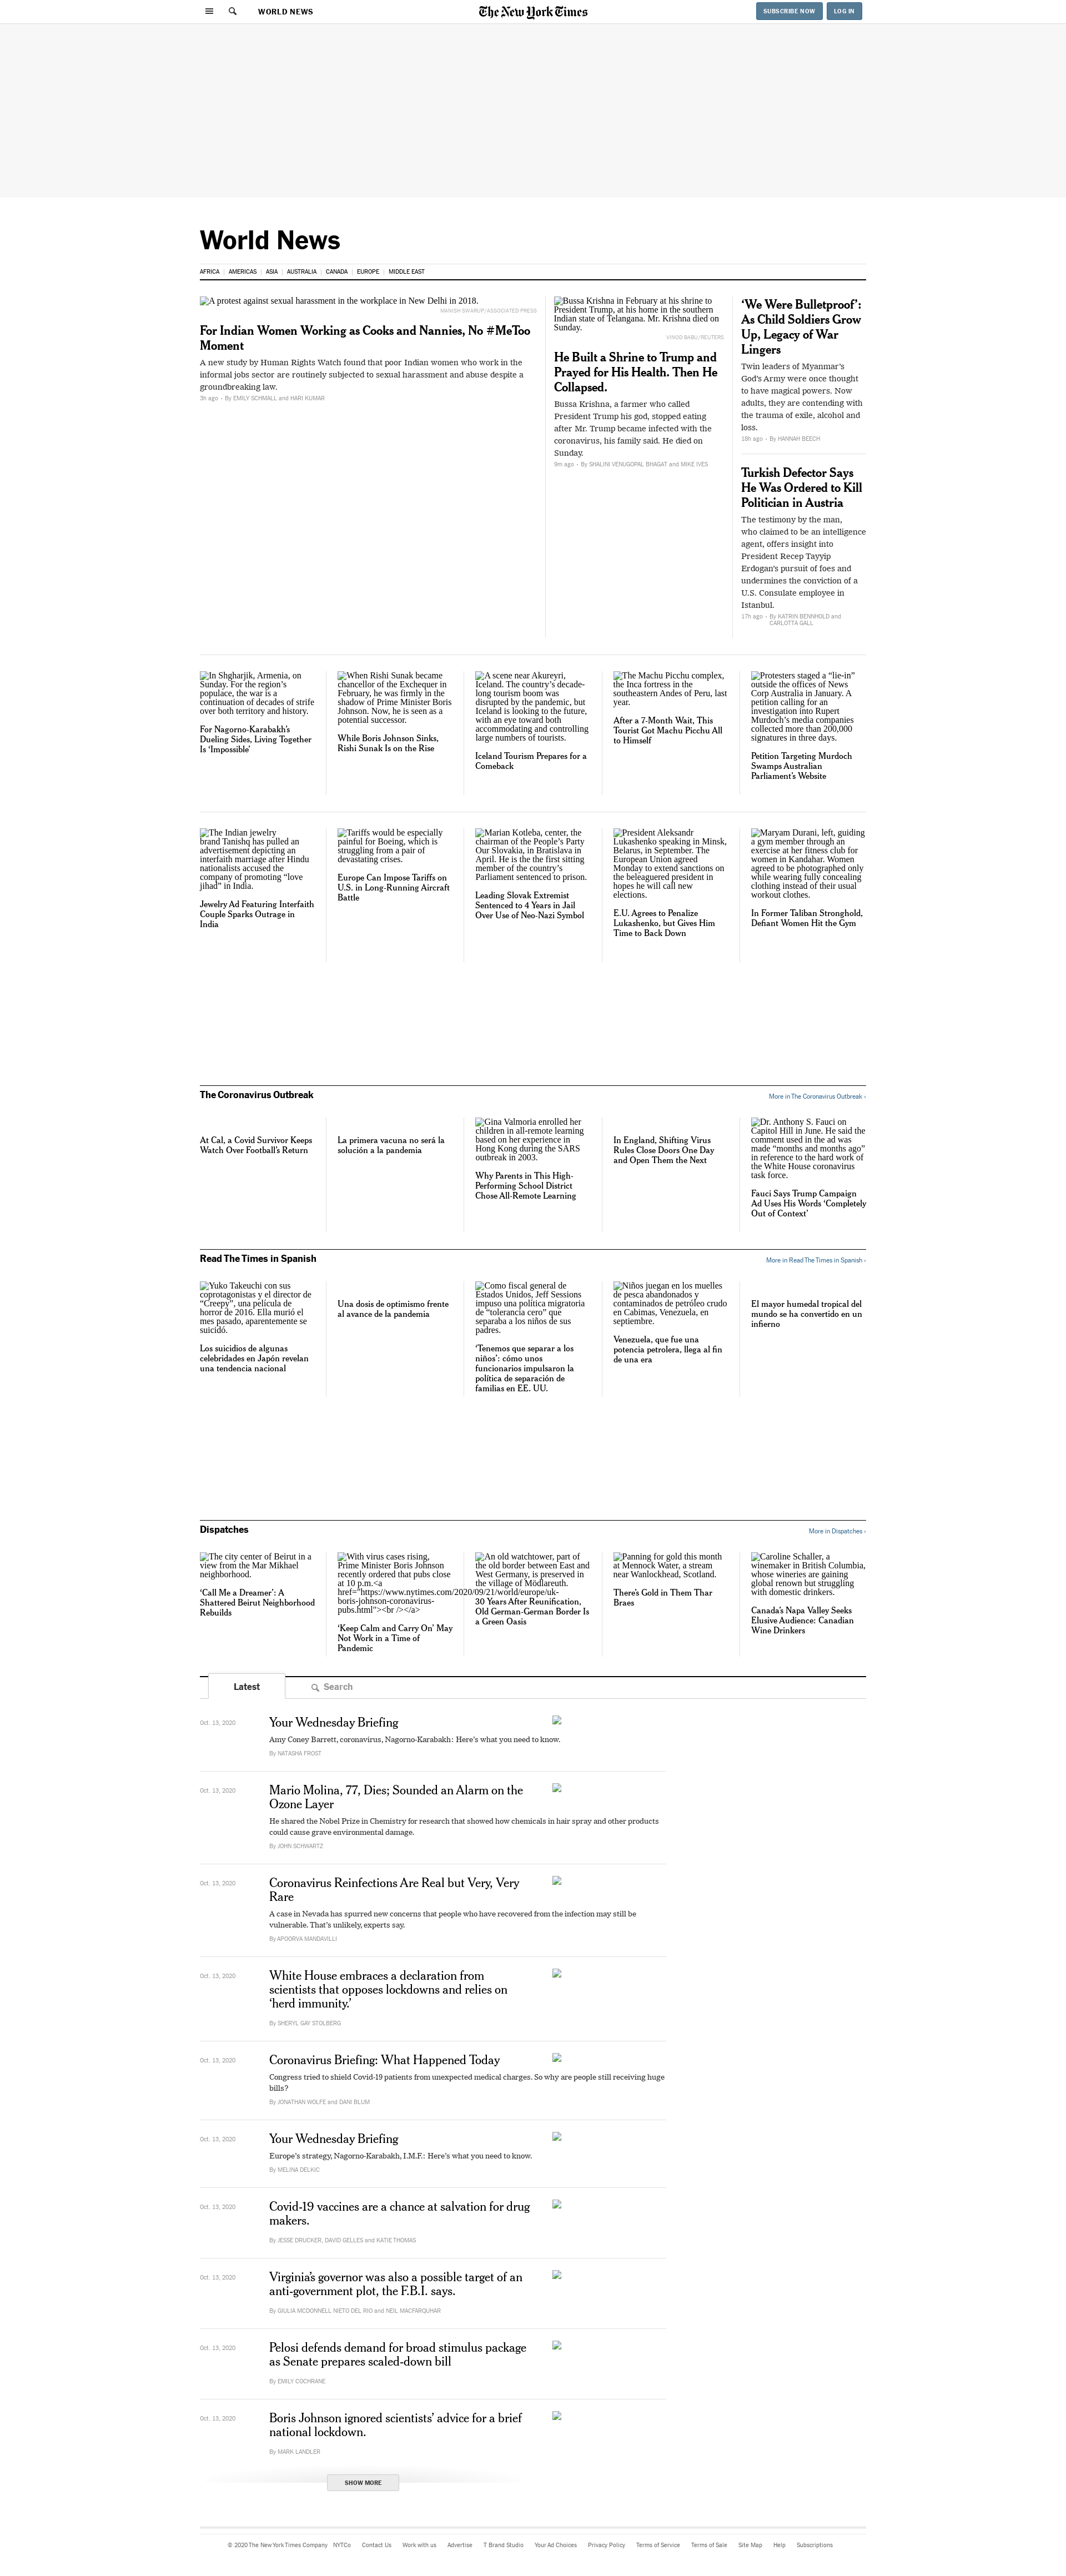 WORLD NEWS
The New York Times
SUBSCRIBE NOW
LOG IN
World News
AFRICA
AMERICAS
ASIA
AUSTRALIA
CANADA
EUROPE
MIDDLE EAST
A protest against sexual harassment in the workplace in New Delhi in 2018.
MANISH SWARUP/ASSOCIATED PRESS
For Indian Women Working as Cooks and Nannies, No #MeToo
Moment
A new study by Human Rights Watch found that poor Indian women who work in the
informal jobs sector are routinely subjected to sexual harassment and abuse despite a
groundbreaking law.
3h ago • By EMILY SCHMALL and HARI KUMAR
Bussa Krishna in February at his shrine to
President Trump, at his home in the southern
Indian state of Telangana. Mr. Krishna died on
Sunday.
VINOD BABU/REUTERS
He Built a Shrine to Trump and
Prayed for His Health. Then He
Collapsed.
Bussa Krishna, a farmer who called
President Trump his god, stopped eating
after Mr. Trump became infected with the
coronavirus, his family said. He died on
Sunday.
9m ago • By SHALINI VENUGOPAL BHAGAT and MIKE IVES
‘We Were Bulletproof’:
As Child Soldiers Grow
Up, Legacy of War
Lingers
Twin leaders of Myanmar’s
God’s Army were once thought
to have magical powers. Now
adults, they are contending with
the trauma of exile, alcohol and
loss.
18h ago • By HANNAH BEECH
Turkish Defector Says
He Was Ordered to Kill
Politician in Austria
The testimony by the man,
who claimed to be an intelligence
agent, offers insight into
President Recep Tayyip
Erdogan’s pursuit of foes and
undermines the conviction of a
U.S. Consulate employee in
Istanbul.
17h ago • By KATRIN BENNHOLD and
CARLOTTA GALL
In Shgharjik, Armenia, on
Sunday. For the region’s
populace, the war is a
continuation of decades of strife
over both territory and history.
For Nagorno-Karabakh’s
Dueling Sides, Living Together
Is ‘Impossible’
When Rishi Sunak became
chancellor of the Exchequer in
February, he was firmly in the
shadow of Prime Minister Boris
Johnson. Now, he is seen as a
potential successor.
While Boris Johnson Sinks,
Rishi Sunak Is on the Rise
A scene near Akureyri,
Iceland. The country’s decade-
long tourism boom was
disrupted by the pandemic, but
Iceland is looking to the future,
with an eye toward both
accommodating and controlling
large numbers of tourists.
Iceland Tourism Prepares for a
Comeback
The Machu Picchu complex,
the Inca fortress in the
southeastern Andes of Peru, last
year.
After a 7-Month Wait, This
Tourist Got Machu Picchu All
to Himself
Protesters staged a “lie-in”
outside the offices of News
Corp Australia in January. A
petition calling for an
investigation into Rupert
Murdoch’s media companies
collected more than 200,000
signatures in three days.
Petition Targeting Murdoch
Swamps Australian
Parliament’s Website
The Indian jewelry
brand Tanishq has pulled an
advertisement depicting an
interfaith marriage after Hindu
nationalists accused the
company of promoting “love
jihad” in India.
Jewelry Ad Featuring Interfaith
Couple Sparks Outrage in
India
Tariffs would be especially
painful for Boeing, which is
struggling from a pair of
devastating crises.
Europe Can Impose Tariffs on
U.S. in Long-Running Aircraft
Battle
Marian Kotleba, center, the
chairman of the People’s Party
Our Slovakia, in Bratislava in
April. He is the the first sitting
member of the country’s
Parliament sentenced to prison.
Leading Slovak Extremist
Sentenced to 4 Years in Jail
Over Use of Neo-Nazi Symbol
President Aleksandr
Lukashenko speaking in Minsk,
Belarus, in September. The
European Union agreed
Monday to extend sanctions on
the beleaguered president in
hopes he will call new
elections.
E.U. Agrees to Penalize
Lukashenko, but Gives Him
Time to Back Down
Maryam Durani, left, guiding
a gym member through an
exercise at her fitness club for
women in Kandahar. Women
agreed to be photographed only
while wearing fully concealing
clothing instead of their usual
workout clothes.
In Former Taliban Stronghold,
Defiant Women Hit the Gym
The Coronavirus Outbreak
More in The Coronavirus Outbreak ›
At Cal, a Covid Survivor Keeps
Watch Over Football’s Return
La primera vacuna no será la
solución a la pandemia
Gina Valmoria enrolled her
children in all-remote learning
based on her experience in
Hong Kong during the SARS
outbreak in 2003.
Why Parents in This High-
Performing School District
Chose All-Remote Learning
In England, Shifting Virus
Rules Close Doors One Day
and Open Them the Next
Dr. Anthony S. Fauci on
Capitol Hill in June. He said the
comment used in the ad was
made “months and months ago”
in reference to the hard work of
the White House coronavirus
task force.
Fauci Says Trump Campaign
Ad Uses His Words ‘Completely
Out of Context’
Read The Times in Spanish
More in Read The Times in Spanish ›
Yuko Takeuchi con sus
coprotagonistas y el director de
“Creepy”, una película de
horror de 2016. Ella murió el
mes pasado, aparentemente se
suicidó.
Los suicidios de algunas
celebridades en Japón revelan
una tendencia nacional
Una dosis de optimismo frente
al avance de la pandemia
Como fiscal general de
Estados Unidos, Jeff Sessions
impuso una política migratoria
de “tolerancia cero” que
separaba a los niños de sus
padres.
‘Tenemos que separar a los
niños’: cómo unos
funcionarios impulsaron la
política de separación de
familias en EE. UU.
Niños juegan en los muelles
de pesca abandonados y
contaminados de petróleo crudo
en Cabimas, Venezuela, en
septiembre.
Venezuela, que fue una
potencia petrolera, llega al fin
de una era
El mayor humedal tropical del
mundo se ha convertido en un
infierno
Dispatches
More in Dispatches ›
The city center of Beirut in a
view from the Mar Mikhael
neighborhood.
‘Call Me a Dreamer’: A
Shattered Beirut Neighborhood
Rebuilds
With virus cases rising,
Prime Minister Boris Johnson
recently ordered that pubs close
at 10 p.m.<a
href="https://www.nytimes.com/2020/09/21/world/europe/uk-
boris-johnson-coronavirus-
pubs.html"><br /></a>
‘Keep Calm and Carry On’ May
Not Work in a Time of
Pandemic
An old watchtower, part of
the old border between East and
West Germany, is preserved in
the village of Mödlareuth.
30 Years After Reunification,
Old German-German Border Is
a Green Oasis
Panning for gold this month
at Mennock Water, a stream
near Wanlockhead, Scotland.
There’s Gold in Them Thar
Braes
Caroline Schaller, a
winemaker in British Columbia,
whose wineries are gaining
global renown but struggling
with domestic drinkers.
Canada’s Napa Valley Seeks
Elusive Audience: Canadian
Wine Drinkers
Latest
Search
Oct. 13, 2020
Your Wednesday Briefing
Amy Coney Barrett, coronavirus, Nagorno-Karabakh: Here’s what you need to know.
By NATASHA FROST
Oct. 13, 2020
Mario Molina, 77, Dies; Sounded an Alarm on the
Ozone Layer
He shared the Nobel Prize in Chemistry for research that showed how chemicals in hair spray and other products
could cause grave environmental damage.
By JOHN SCHWARTZ
Oct. 13, 2020
Coronavirus Reinfections Are Real but Very, Very
Rare
A case in Nevada has spurred new concerns that people who have recovered from the infection may still be
vulnerable. That’s unlikely, experts say.
By APOORVA MANDAVILLI
Oct. 13, 2020
White House embraces a declaration from
scientists that opposes lockdowns and relies on
‘herd immunity.’
By SHERYL GAY STOLBERG
Oct. 13, 2020
Coronavirus Briefing: What Happened Today
Congress tried to shield Covid-19 patients from unexpected medical charges. So why are people still receiving huge
bills?
By JONATHAN WOLFE and DANI BLUM
Oct. 13, 2020
Your Wednesday Briefing
Europe’s strategy, Nagorno-Karabakh, I.M.F.: Here’s what you need to know.
By MELINA DELKIC
Oct. 13, 2020
Covid-19 vaccines are a chance at salvation for drug
makers.
By JESSE DRUCKER, DAVID GELLES and KATIE THOMAS
Oct. 13, 2020
Virginia’s governor was also a possible target of an
anti-government plot, the F.B.I. says.
By GIULIA MCDONNELL NIETO DEL RIO and NEIL MACFARQUHAR
Oct. 13, 2020
Pelosi defends demand for broad stimulus package
as Senate prepares scaled-down bill
By EMILY COCHRANE
Oct. 13, 2020
Boris Johnson ignored scientists’ advice for a brief
national lockdown.
By MARK LANDLER
SHOW MORE
© 2020 The New York Times Company
NYTCo
Contact Us
Work with us
Advertise
T Brand Studio
Your Ad Choices
Privacy Policy
Terms of Service
Terms of Sale
Site Map
Help
Subscriptions